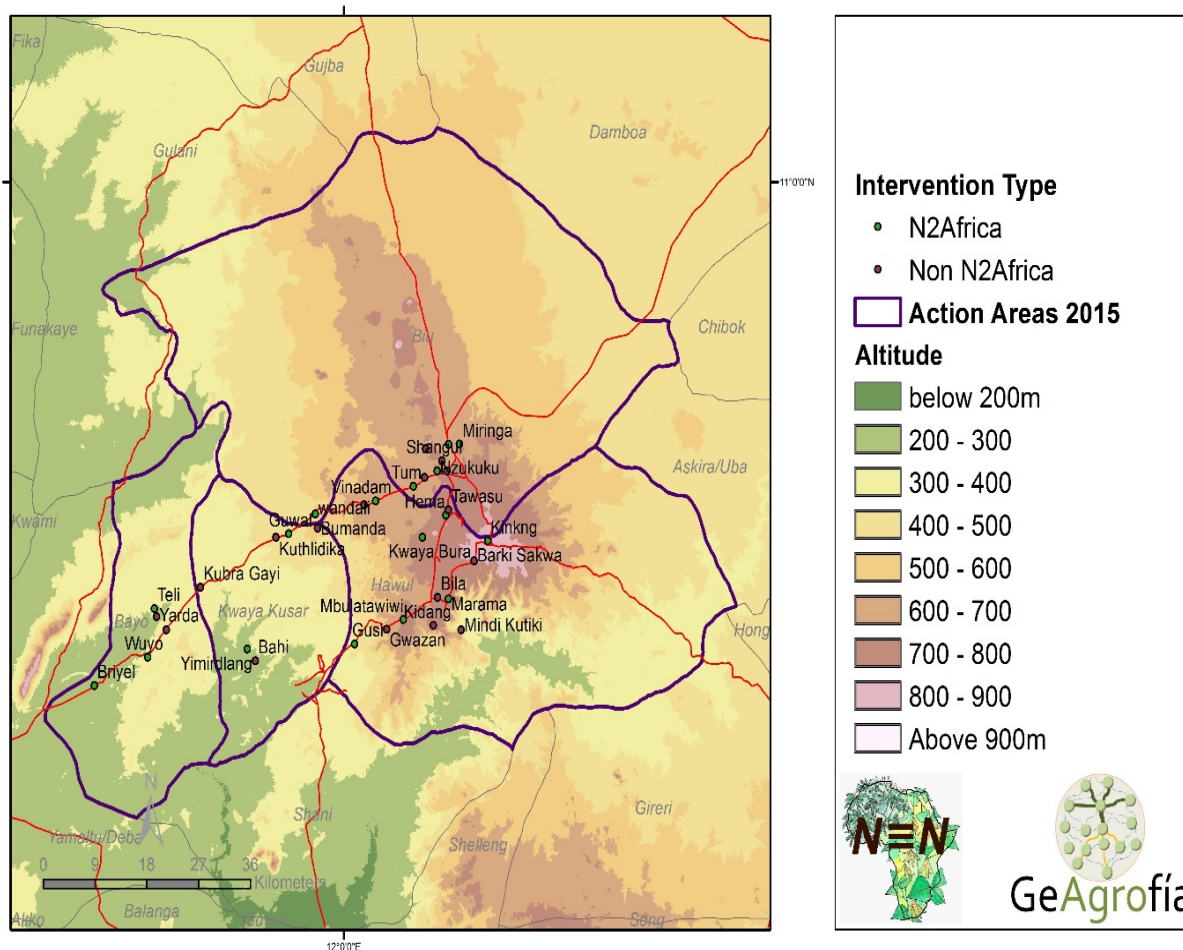 Fika
Gujba
Damboa
Gulani
11°0'0"N
Funakaye
Chibok
Biu
Miringa
Shangui
Tum
Yinadam
Hema
Tawasu
Askira/Uba
Kwami
Guwal
wandali
Bumanda
Kinkng
Kuthlidika
Kwaya Bura
Barki Sakwa
Kubra Gayi
Hawul
Teli
Bila
Kwaya Kusar
Mbulatawiwi
Kidang
Marama
Bayo
Yarda
Hong
Gusi
Gwazan
Mindi Kutiki
Wuyo
Bahi
Yimirdlang
Briyel
N
Shani
Gireri
Yamaltu/Deba
Shelleng
0 9 18 27 36
Kilometers
Akko
Balanga
Song
12°0'0"E
Intervention Type
N2Africa
Non N2Africa
Action Areas 2015
Altitude
below 200m
200 - 300
300 - 400
400 - 500
500 - 600
600 - 700
700 - 800
800 - 900
Above 900m
N≡N
GeAgrofía